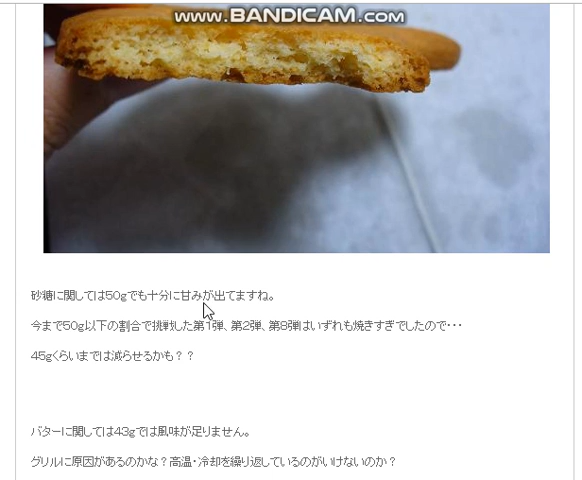 www.BANDICAM.com
砂糖に関しては50gでも十分に甘みが出てますね。
今まで50g以下の割合で挑戦した第1弾、第2弾、第8弾はいずれも焼きすぎでしたので･･･
45gくらいまでは減らせるかも？？
バターに関しては43gでは風味が足りません。
グリルに原因があるのかな？高温･冷却を繰り返しているのがいけないのか？